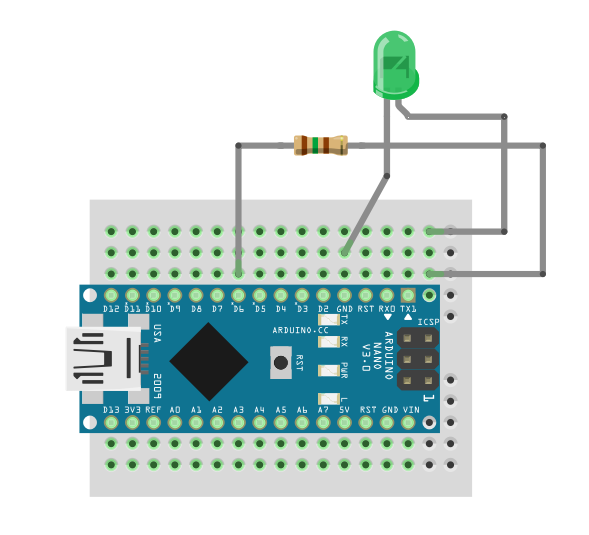 D12 D11 D10 D9 D8 D7 D6 D5 D4 D3 D2 GND RST RX0 TX1
ICSP
ARDUINO.CC
TX
RX
PWR
L
RST
ARDUINO
NANO
V3.0
1
USA
2009
D13 3V3 REF A0 A1 A2 A3 A4 A5 A6 A7 5V RST GND VIN